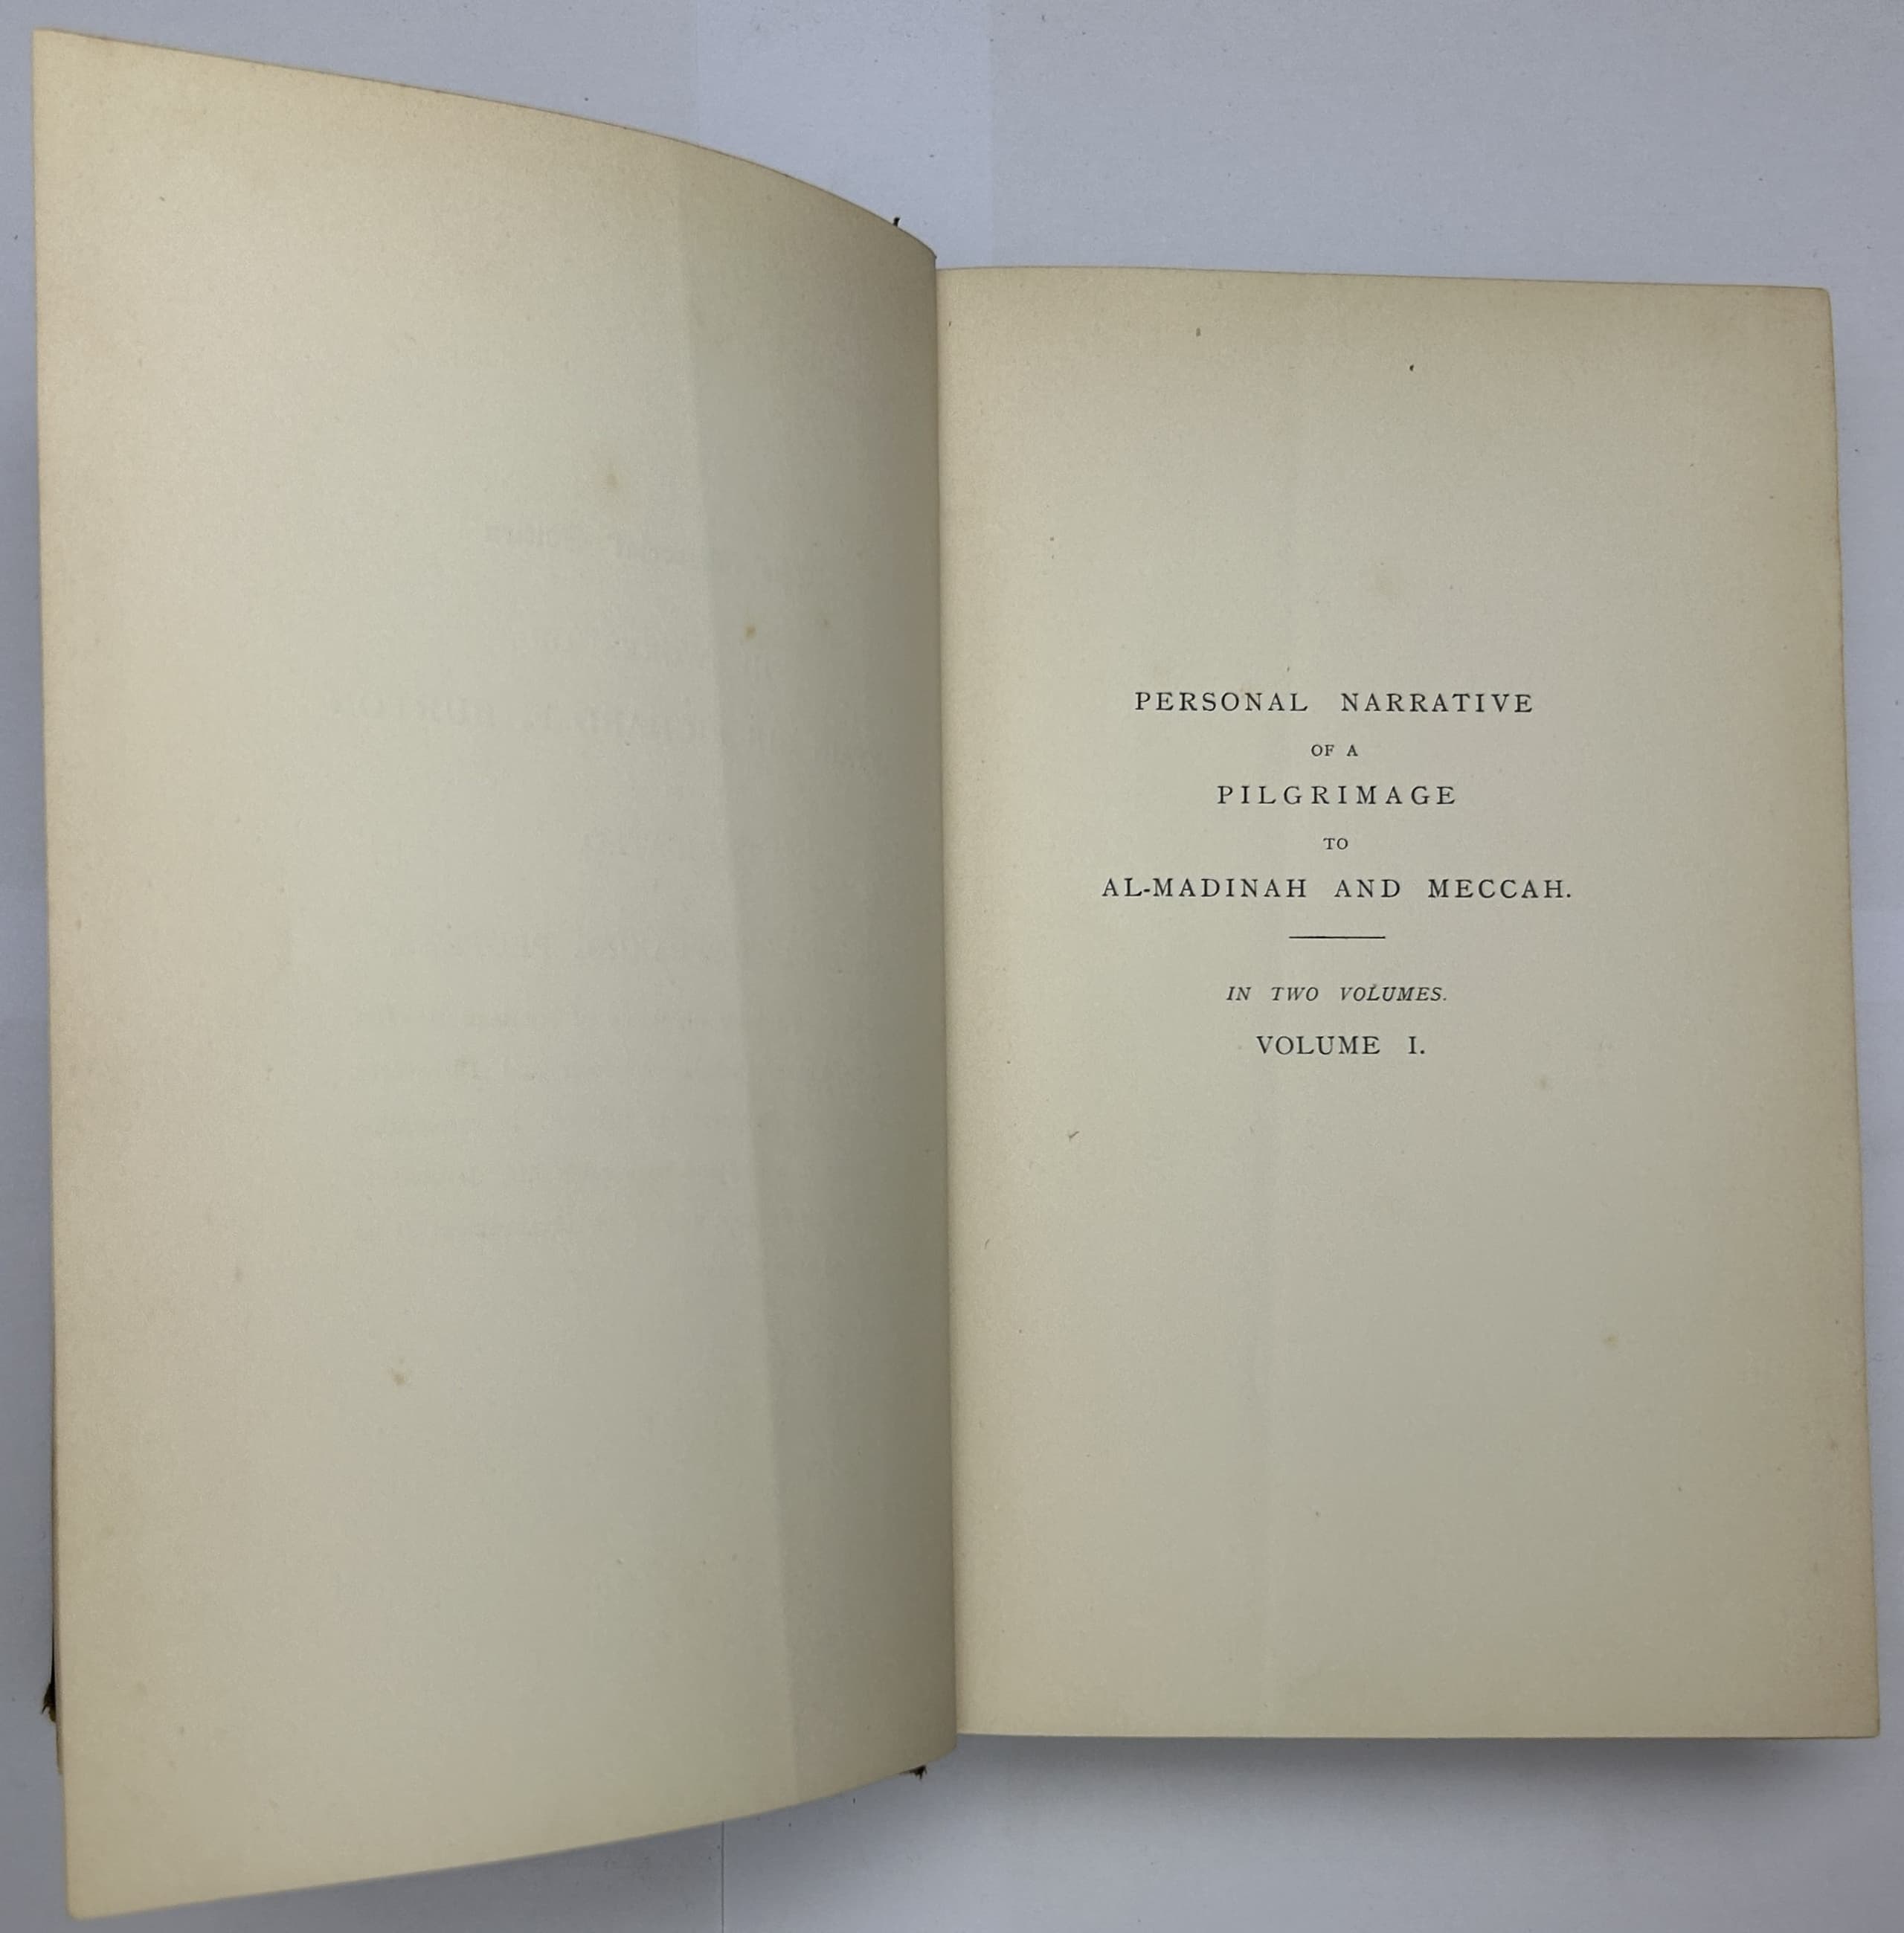 PERSONAL NARRATIVE
OF A
PILGRIMAGE
TO
AL-MADINAH AND MECCAH.
IN TWO VOLUMES.
VOLUME I.